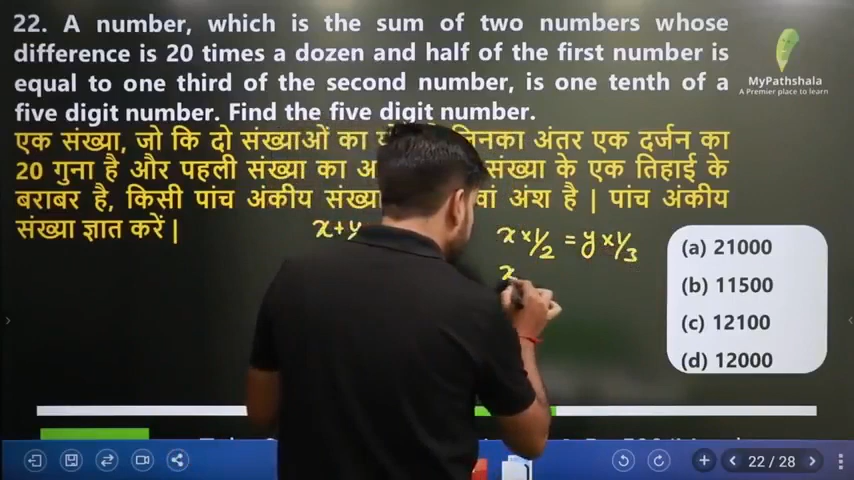 22. A number, which is the sum of two numbers whose
difference is 20 times a dozen and half of the first number is
equal to one third of the second number, is one tenth of a
five digit number. Find the five digit number.
MyPathshala
A Premier place to learn
एक संख्या, जो कि दो संख्याओं का अंतर एक दर्जन का
20 गुना है और पहली संख्या का संख्या के एक तिहाई के
बराबर है, किसी पांच अंकीय अंश है | पांच अंकीय
संख्या ज्ञात करें |
x+y
x×1/2 = y×1/3
x
(a) 21000
(b) 11500
(c) 12100
(d) 12000
22 / 28